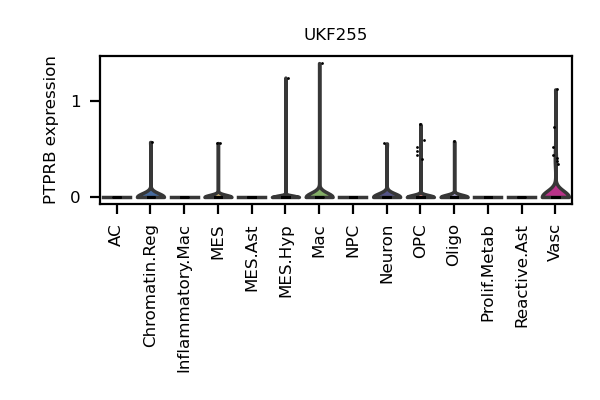 UKF255
PTPRB expression
1
0
AC
Chromatin.Reg
Inflammatory.Mac
MES
MES.Ast
MES.Hyp
Mac
NPC
Neuron
OPC
Oligo
Prolif.Metab
Reactive.Ast
Vasc